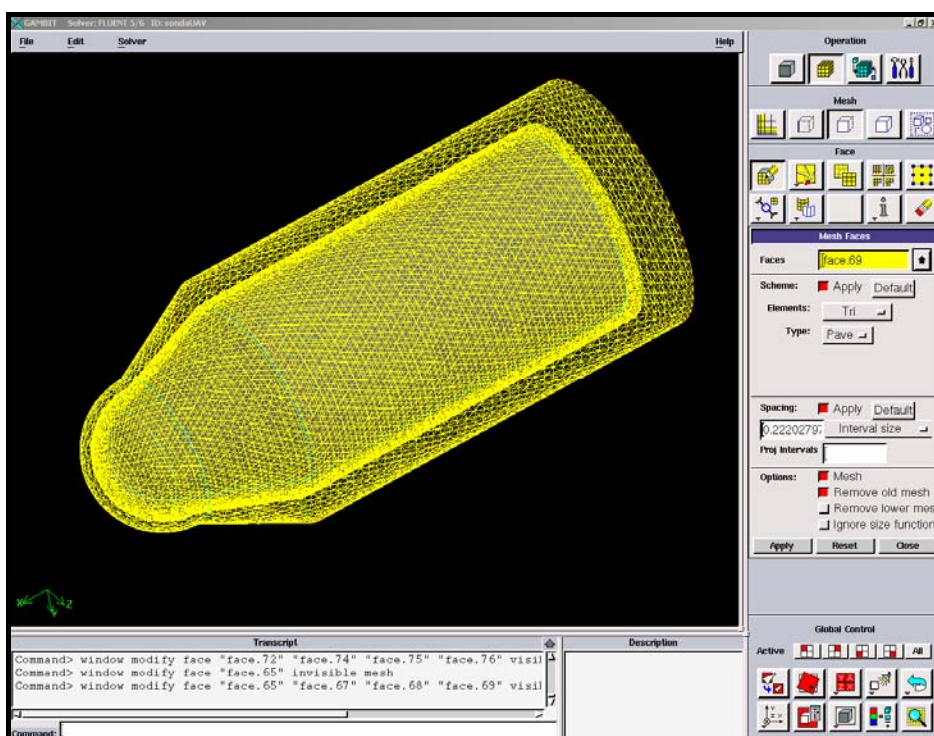 GAMBIT Solver: FLUENT 5/6 ID: sondaUAV
File Edit Solver Help
Operation
Mesh
Face
Mesh Faces
Faces face.69
Scheme: Apply Default
Elements: Tri
Type: Pave
Spacing: Apply Default
Interval size
Proj Intervals
Options: Mesh
Remove old mesh
Remove lower mes
Ignore size function
Apply Reset Close
X Y Z
Transcript
Command> window modify face "face.72" "face.74" "face.75" "face.76" visil
Command> window modify face "face.65" invisible mesh
Command> window modify face "face.65" "face.67" "face.68" "face.69" visil
Command:
Description
Global Control
Active All